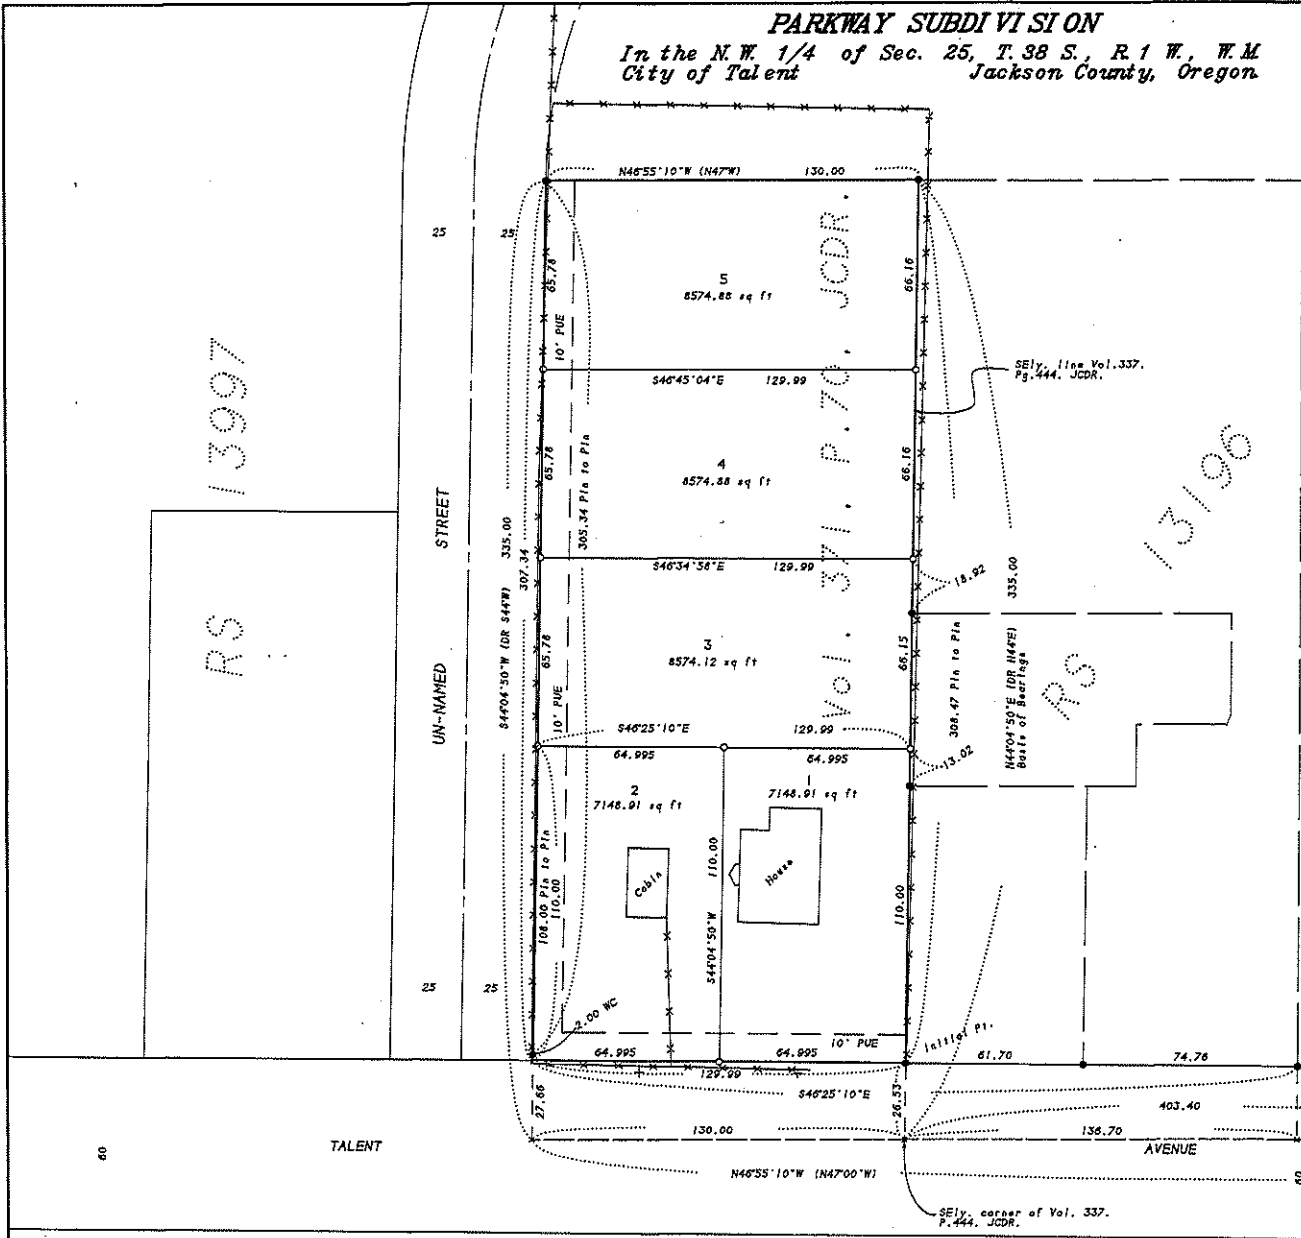 PARKWAY SUBDIVISION
In the N.W. 1/4 of Sec. 25, T.38 S., R.1 W., W.M.
City of Talent Jackson County, Oregon
N46°55'10"W (N47°W) 130.00
25 25
65.78
10' PUE
5
8574.88 sq ft
66.16
Vol. 371. P.70. JCDR.
S46°45'04"E 129.99
SEly. line Vol.337.
Pg.444. JCDR.
RS 13997
UN-NAMED STREET
S44°04'50"W (DR S44°W) 335.00
307.34
65.78
305.34 Pin to Pin
4
8574.88 sq ft
66.16
RS 13196
S46°34'58"E 129.99
18.92
335.00
65.78
10' PUE
3
8574.12 sq ft
66.15
308.47 Pin to Pin
N44°04'50"E (DR N44°E)
Basis of Bearings
S46°25'10"E 129.99
64.995 64.995
13.02
2
7148.91 sq ft
1
7148.91 sq ft
Cabin
House
108.00 Pin to Pin
110.00
S44°04'50"W 110.00
110.00
25 25
2.00 WC
10' PUE
Initial Pt.
64.995 64.995
61.70 74.76
129.99
S46°25'10"E
27.66
26.53
403.40
130.00
136.70
60
TALENT AVENUE
60
N46°55'10"W (N47°00'W)
SEly. corner of Vol. 337.
P.444. JCDR.